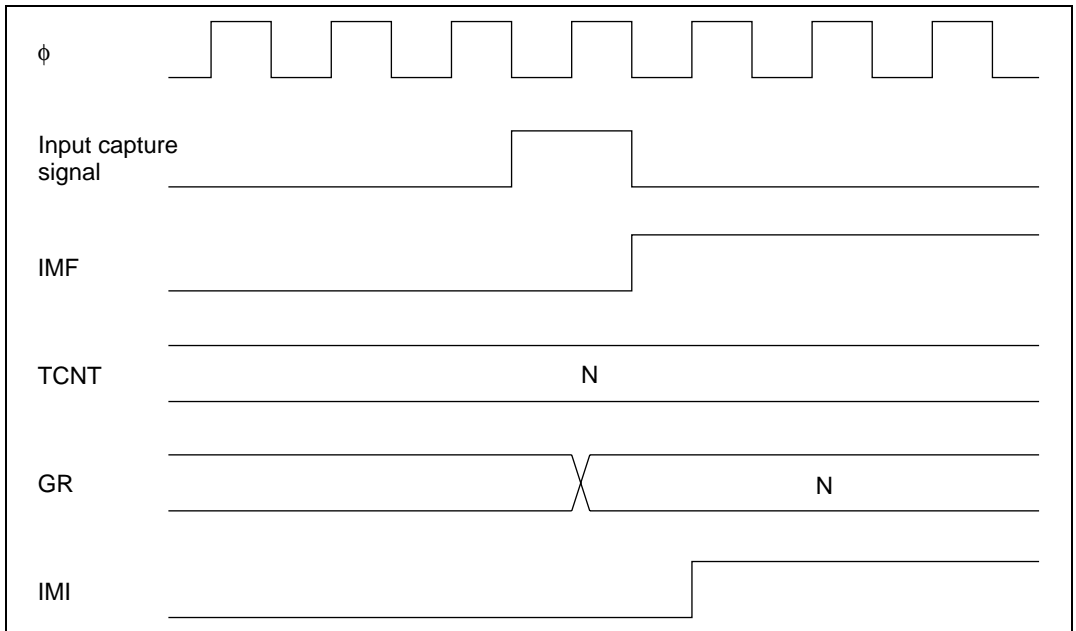 ϕ
Input capture
signal
IMF
TCNT
N
GR
N
IMI